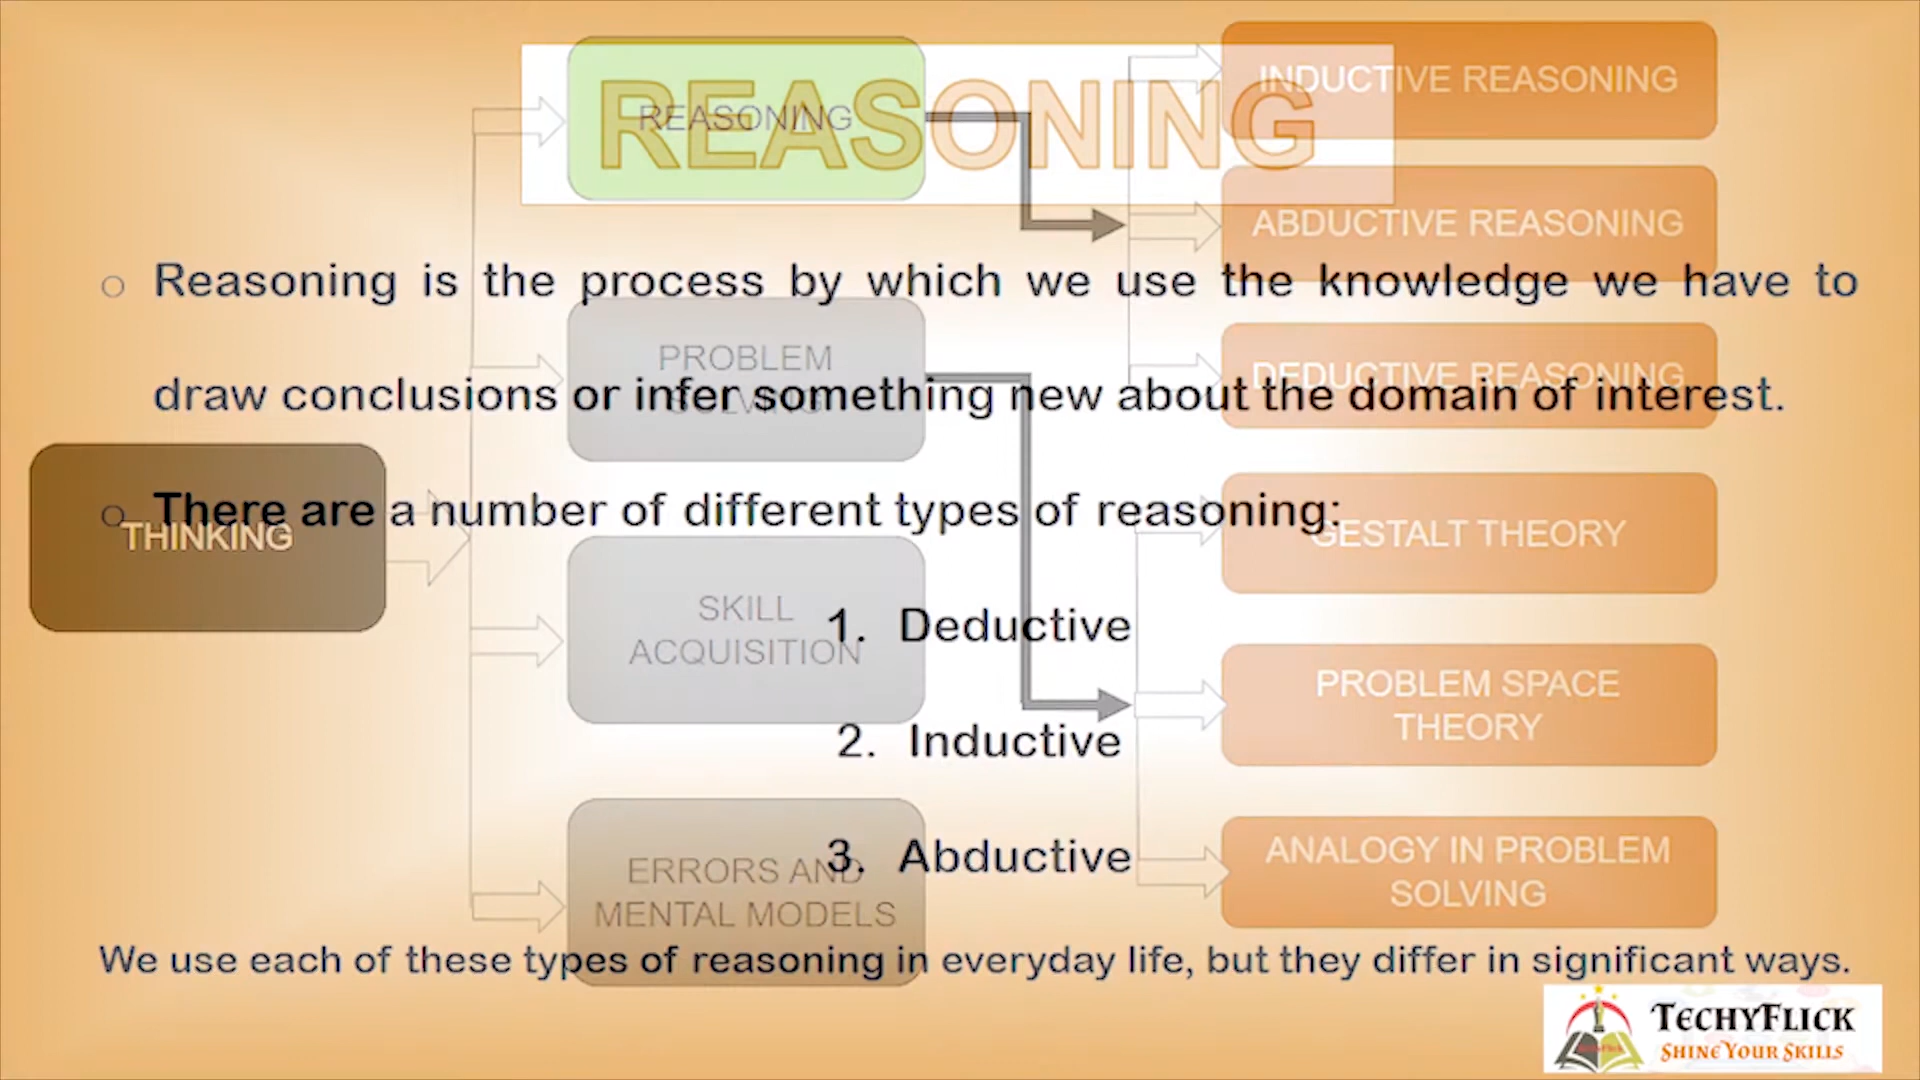 REASONING
Reasoning is the process by which we use the knowledge we have to
draw conclusions or infer something new about the domain of interest.
There are a number of different types of reasoning:
1. Deductive
2. Inductive
3. Abductive
We use each of these types of reasoning in everyday life, but they differ in significant ways.
THINKING
REASONING
PROBLEM
SOLVING
SKILL
ACQUISITION
ERRORS AND
MENTAL MODELS
INDUCTIVE REASONING
ABDUCTIVE REASONING
DEDUCTIVE REASONING
GESTALT THEORY
PROBLEM SPACE
THEORY
ANALOGY IN PROBLEM
SOLVING
TECHYFLICK
SHINE YOUR SKILLS